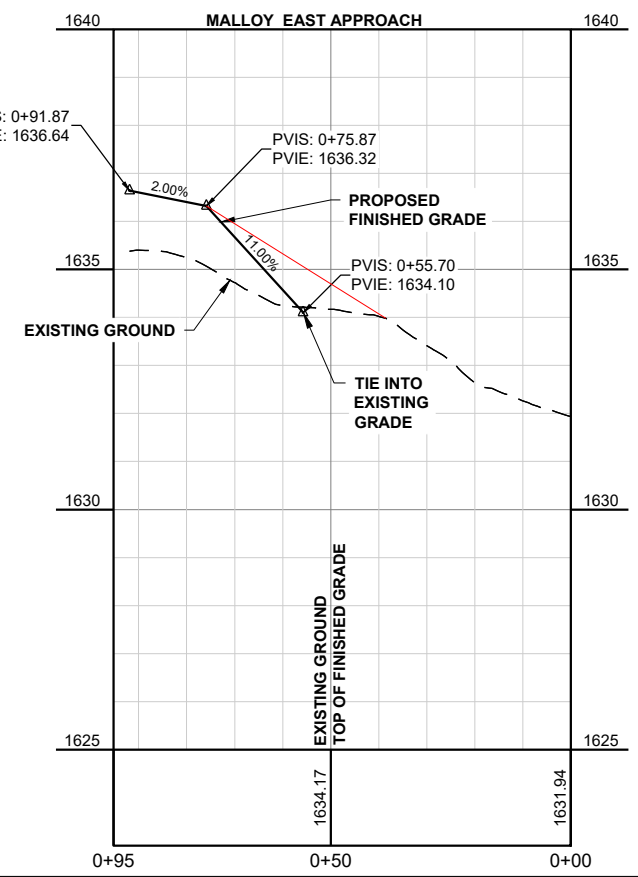 MALLOY EAST APPROACH
1640
1640
: 0+91.87
: 1636.64
2.00%
PVIS: 0+75.87
PVIE: 1636.32
PROPOSED
FINISHED GRADE
1635
1635
11.00%
PVIS: 0+55.70
PVIE: 1634.10
EXISTING GROUND
TIE INTO
EXISTING
GRADE
1630
1630
EXISTING GROUND
TOP OF FINISHED GRADE
1625
1625
1634.17
1631.94
0+95
0+50
0+00